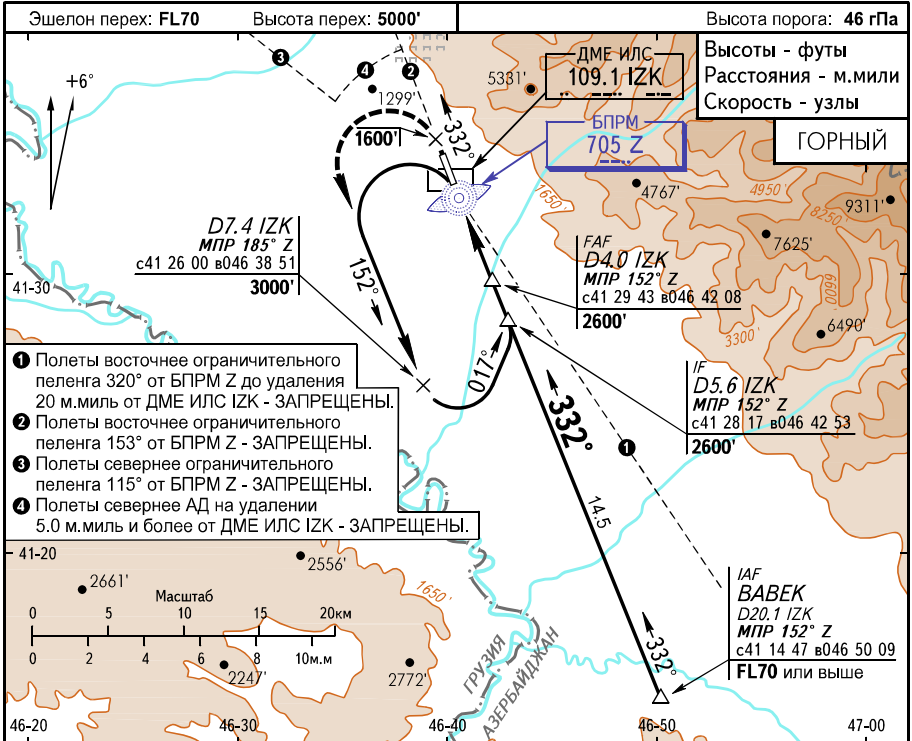 Эшелон перех: FL70
Высота перех: 5000'
Высота порога: 46 гПа
Высоты - футы
Расстояния - м.мили
Скорость - узлы
ГОРНЫЙ
+6°
3
4
2
1299'
5331'
ДМЕ ИЛС
109.1 IZK
БПРМ
705 Z
1600'
332°
1650'
4767'
4950'
8250'
9311'
7625'
6600
3300'
6490'
D7.4 IZK
МПР 185° Z
с41 26 00 в046 38 51
3000'
41-30
152°
017°
FAF
D4.0 IZK
МПР 152° Z
с41 29 43 в046 42 08
2600'
IF
D5.6 IZK
МПР 152° Z
с41 28 17 в046 42 53
2600'
332°
1
14.5
1 Полеты восточнее ограничительного
пеленга 320° от БПРМ Z до удаления
20 м.миль от ДМЕ ИЛС IZK - ЗАПРЕЩЕНЫ.
2 Полеты восточнее ограничительного
пеленга 153° от БПРМ Z - ЗАПРЕЩЕНЫ.
3 Полеты севернее ограничительного
пеленга 115° от БПРМ Z - ЗАПРЕЩЕНЫ.
4 Полеты севернее АД на удалении
5.0 м.миль и более от ДМЕ ИЛС IZK - ЗАПРЕЩЕНЫ.
41-20
2661'
2556'
1650'
Масштаб
0 5 10 15 20км
0 2 4 6 8 10м.м
2247'
2772'
ГРУЗИЯ
АЗЕРБАЙДЖАН
332°
IAF
BABEK
D20.1 IZK
МПР 152° Z
с41 14 47 в046 50 09
FL70 или выше
46-20
46-30
46-40
46-50
47-00